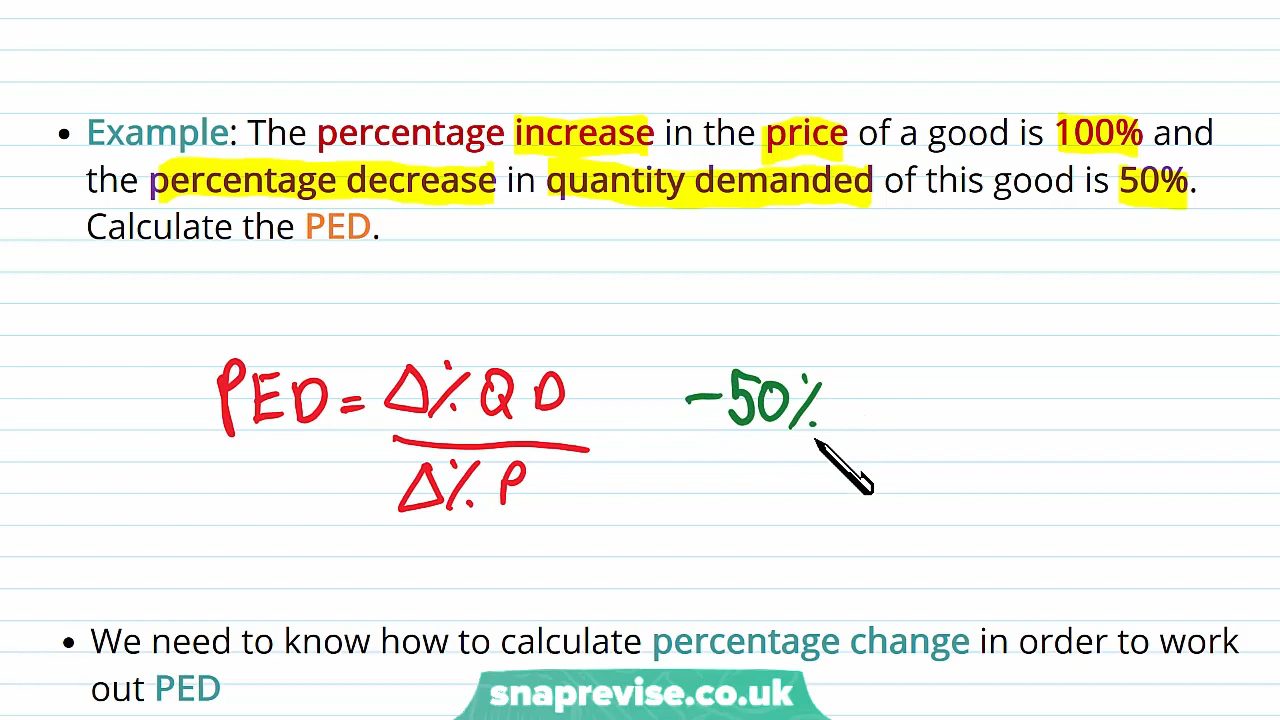 • Example: The percentage increase in the price of a good is 100% and
the percentage decrease in quantity demanded of this good is 50%.
Calculate the PED.
PED = Δ% QD -50%
Δ% P
• We need to know how to calculate percentage change in order to work
out PED
snaprevise.co.uk